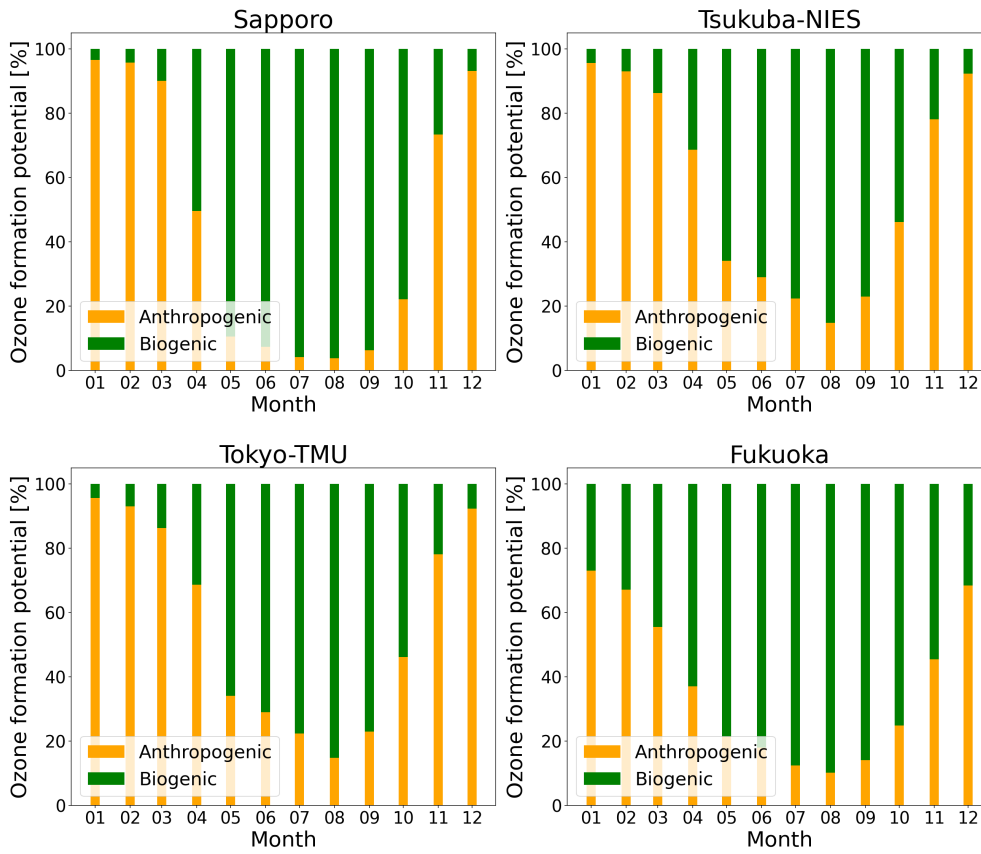 Sapporo
Ozone formation potential [%]
100
80
60
40
20
0
Anthropogenic
Biogenic
01 02 03 04 05 06 07 08 09 10 11 12
Month
Tsukuba-NIES
Ozone formation potential [%]
100
80
60
40
20
0
Anthropogenic
Biogenic
01 02 03 04 05 06 07 08 09 10 11 12
Month
Tokyo-TMU
Ozone formation potential [%]
100
80
60
40
20
0
Anthropogenic
Biogenic
01 02 03 04 05 06 07 08 09 10 11 12
Month
Fukuoka
Ozone formation potential [%]
100
80
60
40
20
0
Anthropogenic
Biogenic
01 02 03 04 05 06 07 08 09 10 11 12
Month